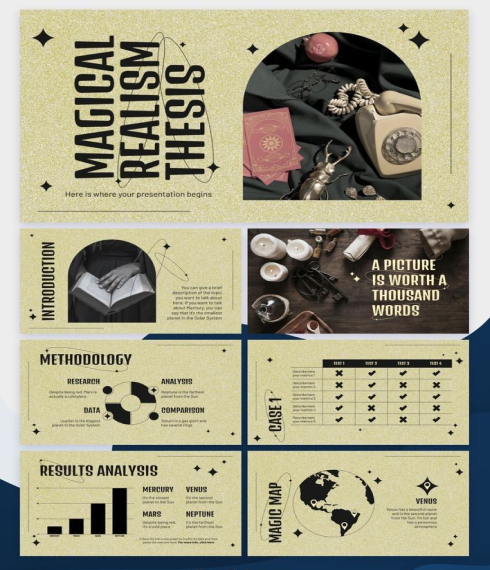 MAGICAL
REALISM
THESIS
Here is where your presentation begins
INTRODUCTION
You can give a brief
description of the topic
you want to talk about
here. If you want to talk
about Mercury, you can
say that it's the smallest
planet in the Solar System
A PICTURE
IS WORTH A
THOUSAND
WORDS
METHODOLOGY
RESEARCH
Despite being red, Mars is
actually a cold place
ANALYSIS
Neptune is the farthest
planet from the Sun
DATA
Jupiter is the biggest
planet in the Solar System
COMPARISON
Saturn is a gas giant and
has several rings
CASE 1
TEST 1 TEST 2 TEST 3 TEST 4
RESULTS ANALYSIS
MERCURY
It's the closest
planet to the Sun
VENUS
It's the second
planet from the Sun
MARS
Despite being red,
it's a cold place
NEPTUNE
It's the farthest
planet from the Sun
MAGIC MAP
VENUS
Venus has a beautiful name
and is the second planet
from the Sun. It's hot and
has a poisonous
atmosphere